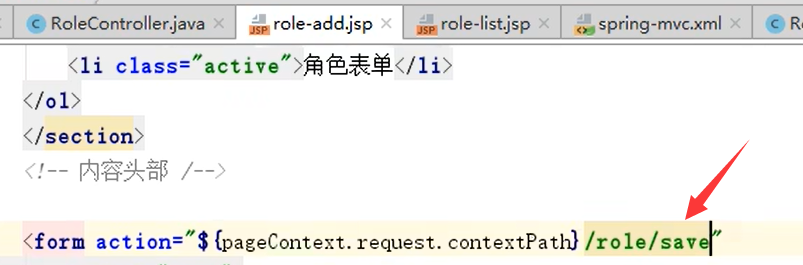 RoleController.java × role-add.jsp × role-list.jsp × spring-mvc.xml × Ro
<li class="active">角色表单</li>
</ol>
</section>
<!-- 内容头部 /-->
<form action="${pageContext.request.contextPath}/role/save"